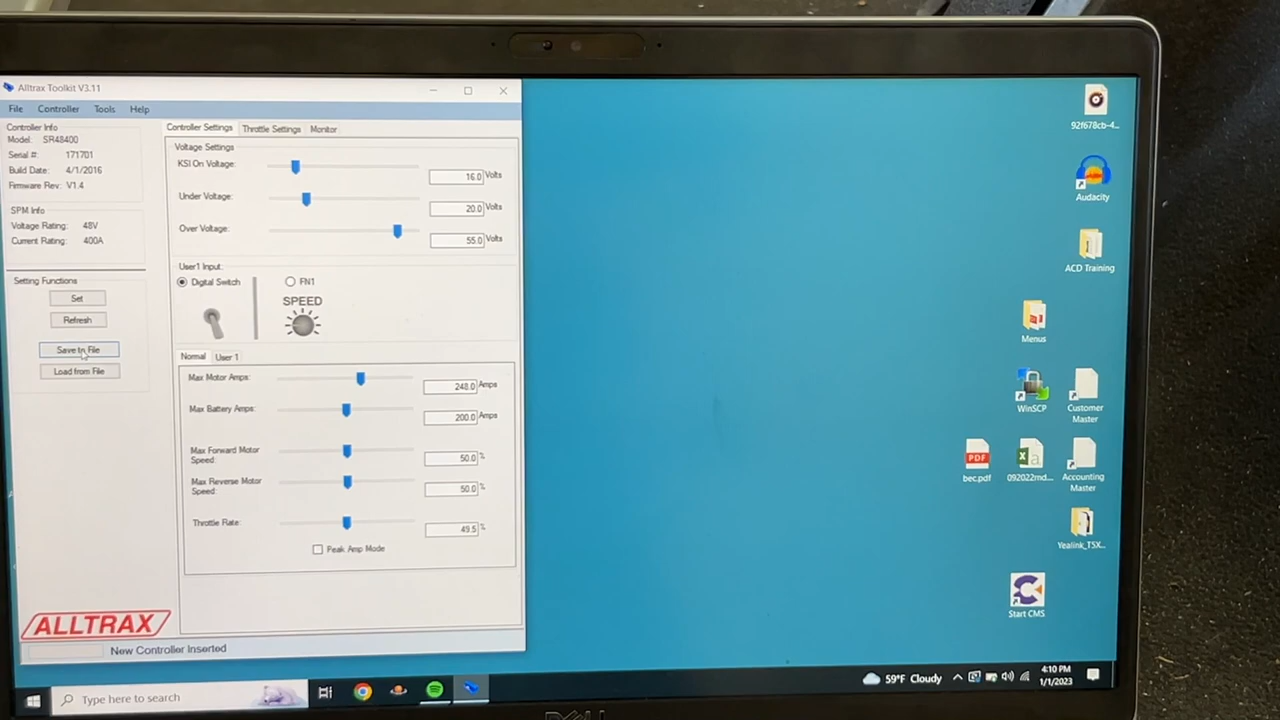 Alltrax Toolkit V3.11
File Controller Tools Help
Controller Info
Model: SR48400
Serial #: 171701
Build Date: 4/1/2016
Firmware Rev: V1.4
SPM Info
Voltage Rating: 48V
Current Rating: 400A
Setting Functions
Set
Refresh
Save to File
Load from File
ALLTRAX
New Controller Inserted
Controller Settings Throttle Settings Monitor
Voltage Settings
KSI On Voltage: 16.0 Volts
Under Voltage: 20.0 Volts
Over Voltage: 55.0 Volts
User1 Input:
Digital Switch FN1
SPEED
Normal User 1
Max Motor Amps: 248.0 Amps
Max Battery Amps: 200.0 Amps
Max Forward Motor
Speed: 50.0 %
Max Reverse Motor
Speed: 50.0 %
Throttle Rate: 49.5 %
Peak Amp Mode
92f678cb-4...
Audacity
ACD Training
Menus
WinSCP
Customer
Master
bec.pdf
092022md...
Accounting
Master
Yealink_T5X...
Start CMS
Type here to search
59°F Cloudy
4:10 PM
1/1/2023